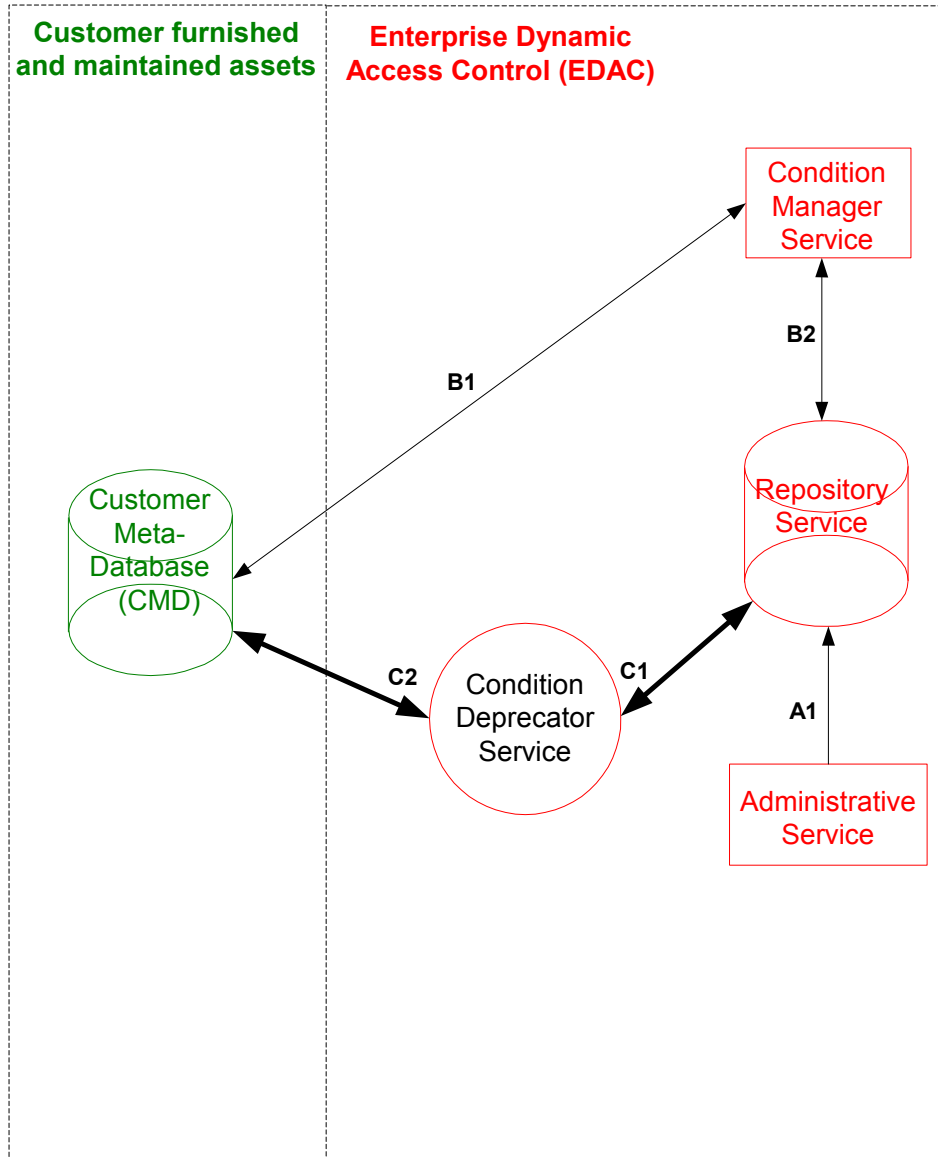 Customer furnished
and maintained assets
Enterprise Dynamic
Access Control (EDAC)
Condition
Manager
Service
B2
B1
Customer
Meta-
Database
(CMD)
Repository
Service
C2
C1
Condition
Deprecator
Service
A1
Administrative
Service